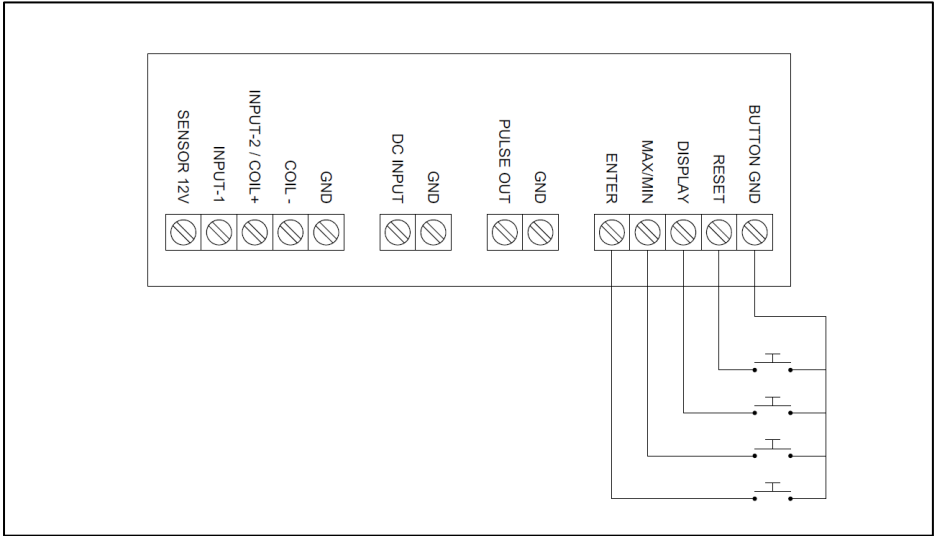 SENSOR 12V
INPUT-1
INPUT-2 / COIL+
COIL -
GND
DC INPUT
GND
PULSE OUT
GND
ENTER
MAX/MIN
DISPLAY
RESET
BUTTON GND